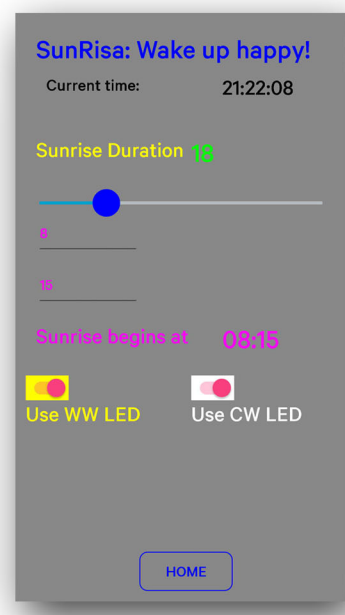 SunRisa: Wake up happy!
Current time: 21:22:08
Sunrise Duration 18
8
15
Sunrise begins at 08:15
Use WW LED Use CW LED
HOME